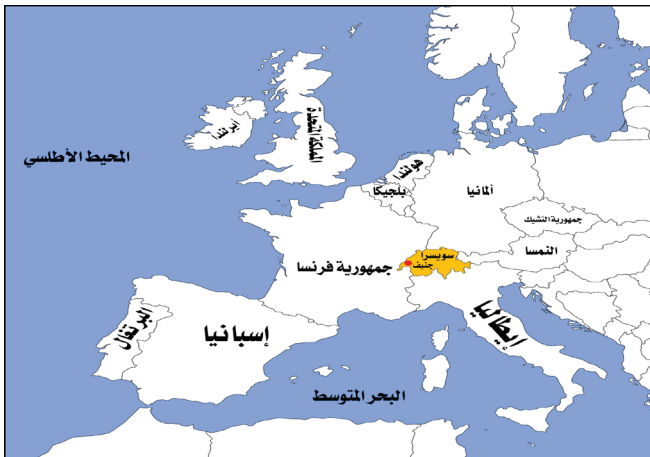 المملكة المتحدة
إيرلندا
المحيط الأطلسي
هولندا
بلجيكا
ألمانيا
جمهورية التشيك
النمسا
سويسرا
جنيف
جمهورية فرنسا
إيطاليا
البرتغال
إسبانيا
البحر المتوسط